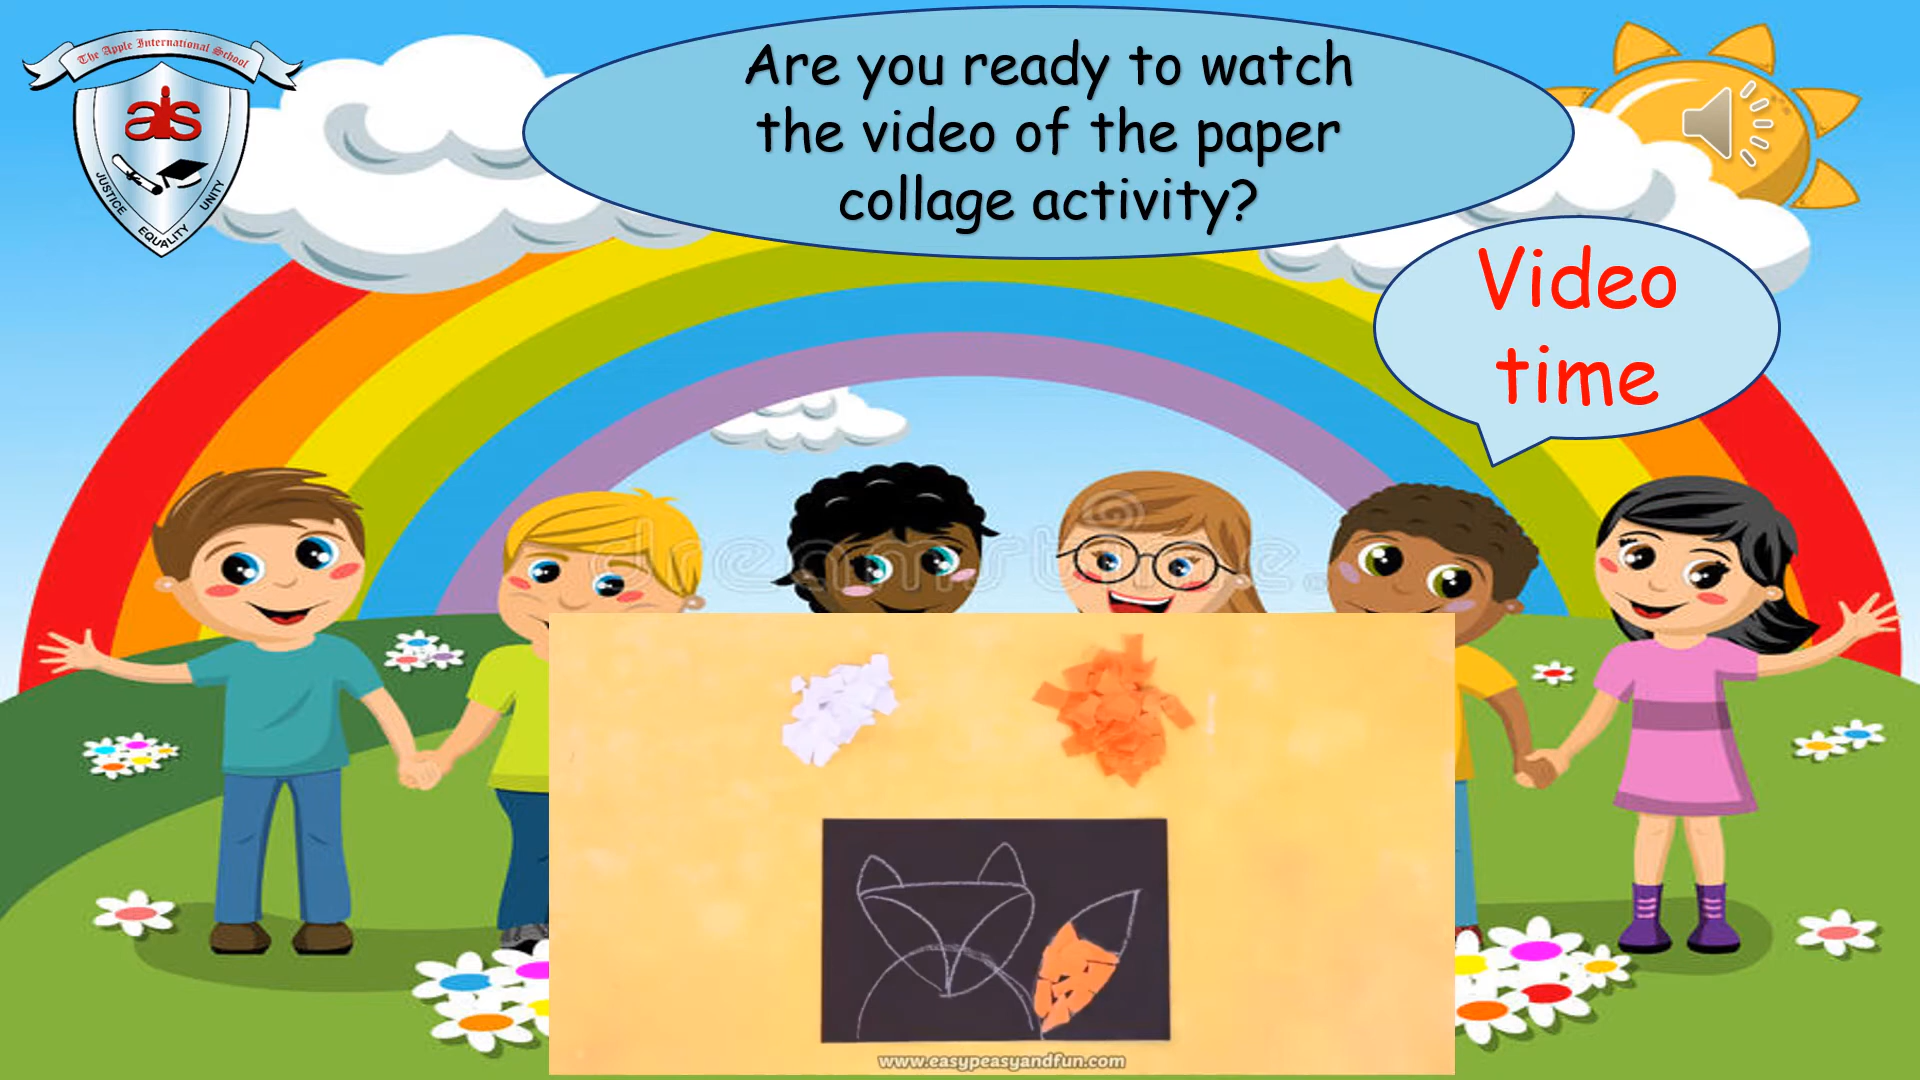 The Apple International School
ais
JUSTICE
EQUALITY
UNITY
Are you ready to watch
the video of the paper
collage activity?
Video
time
dreamstime.
www.easypeasyandfun.com